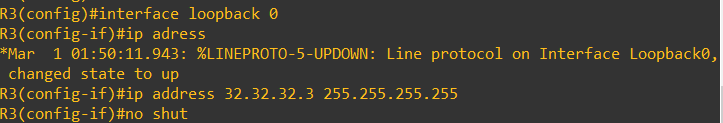 R3(config)#interface loopback 0
R3(config-if)#ip adress
*Mar  1 01:50:11.943: %LINEPROTO-5-UPDOWN: Line protocol on Interface Loopback0,
 changed state to up
R3(config-if)#ip address 32.32.32.3 255.255.255.255
R3(config-if)#no shut